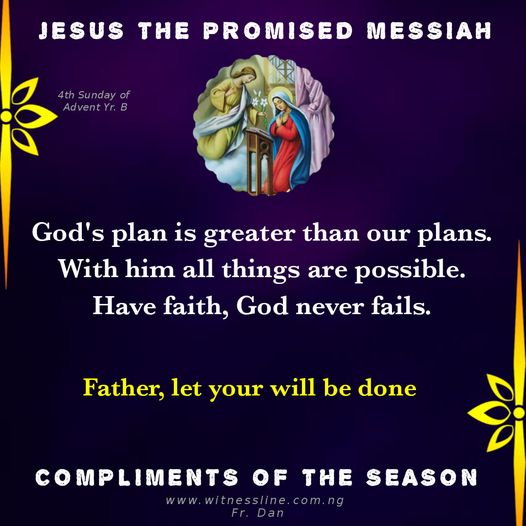 JESUS THE PROMISED MESSIAH
4th Sunday of
Advent Yr. B
God's plan is greater than our plans.
With him all things are possible.
Have faith, God never fails.
Father, let your will be done
COMPLIMENTS OF THE SEASON
www.witnessline.com.ng
Fr. Dan